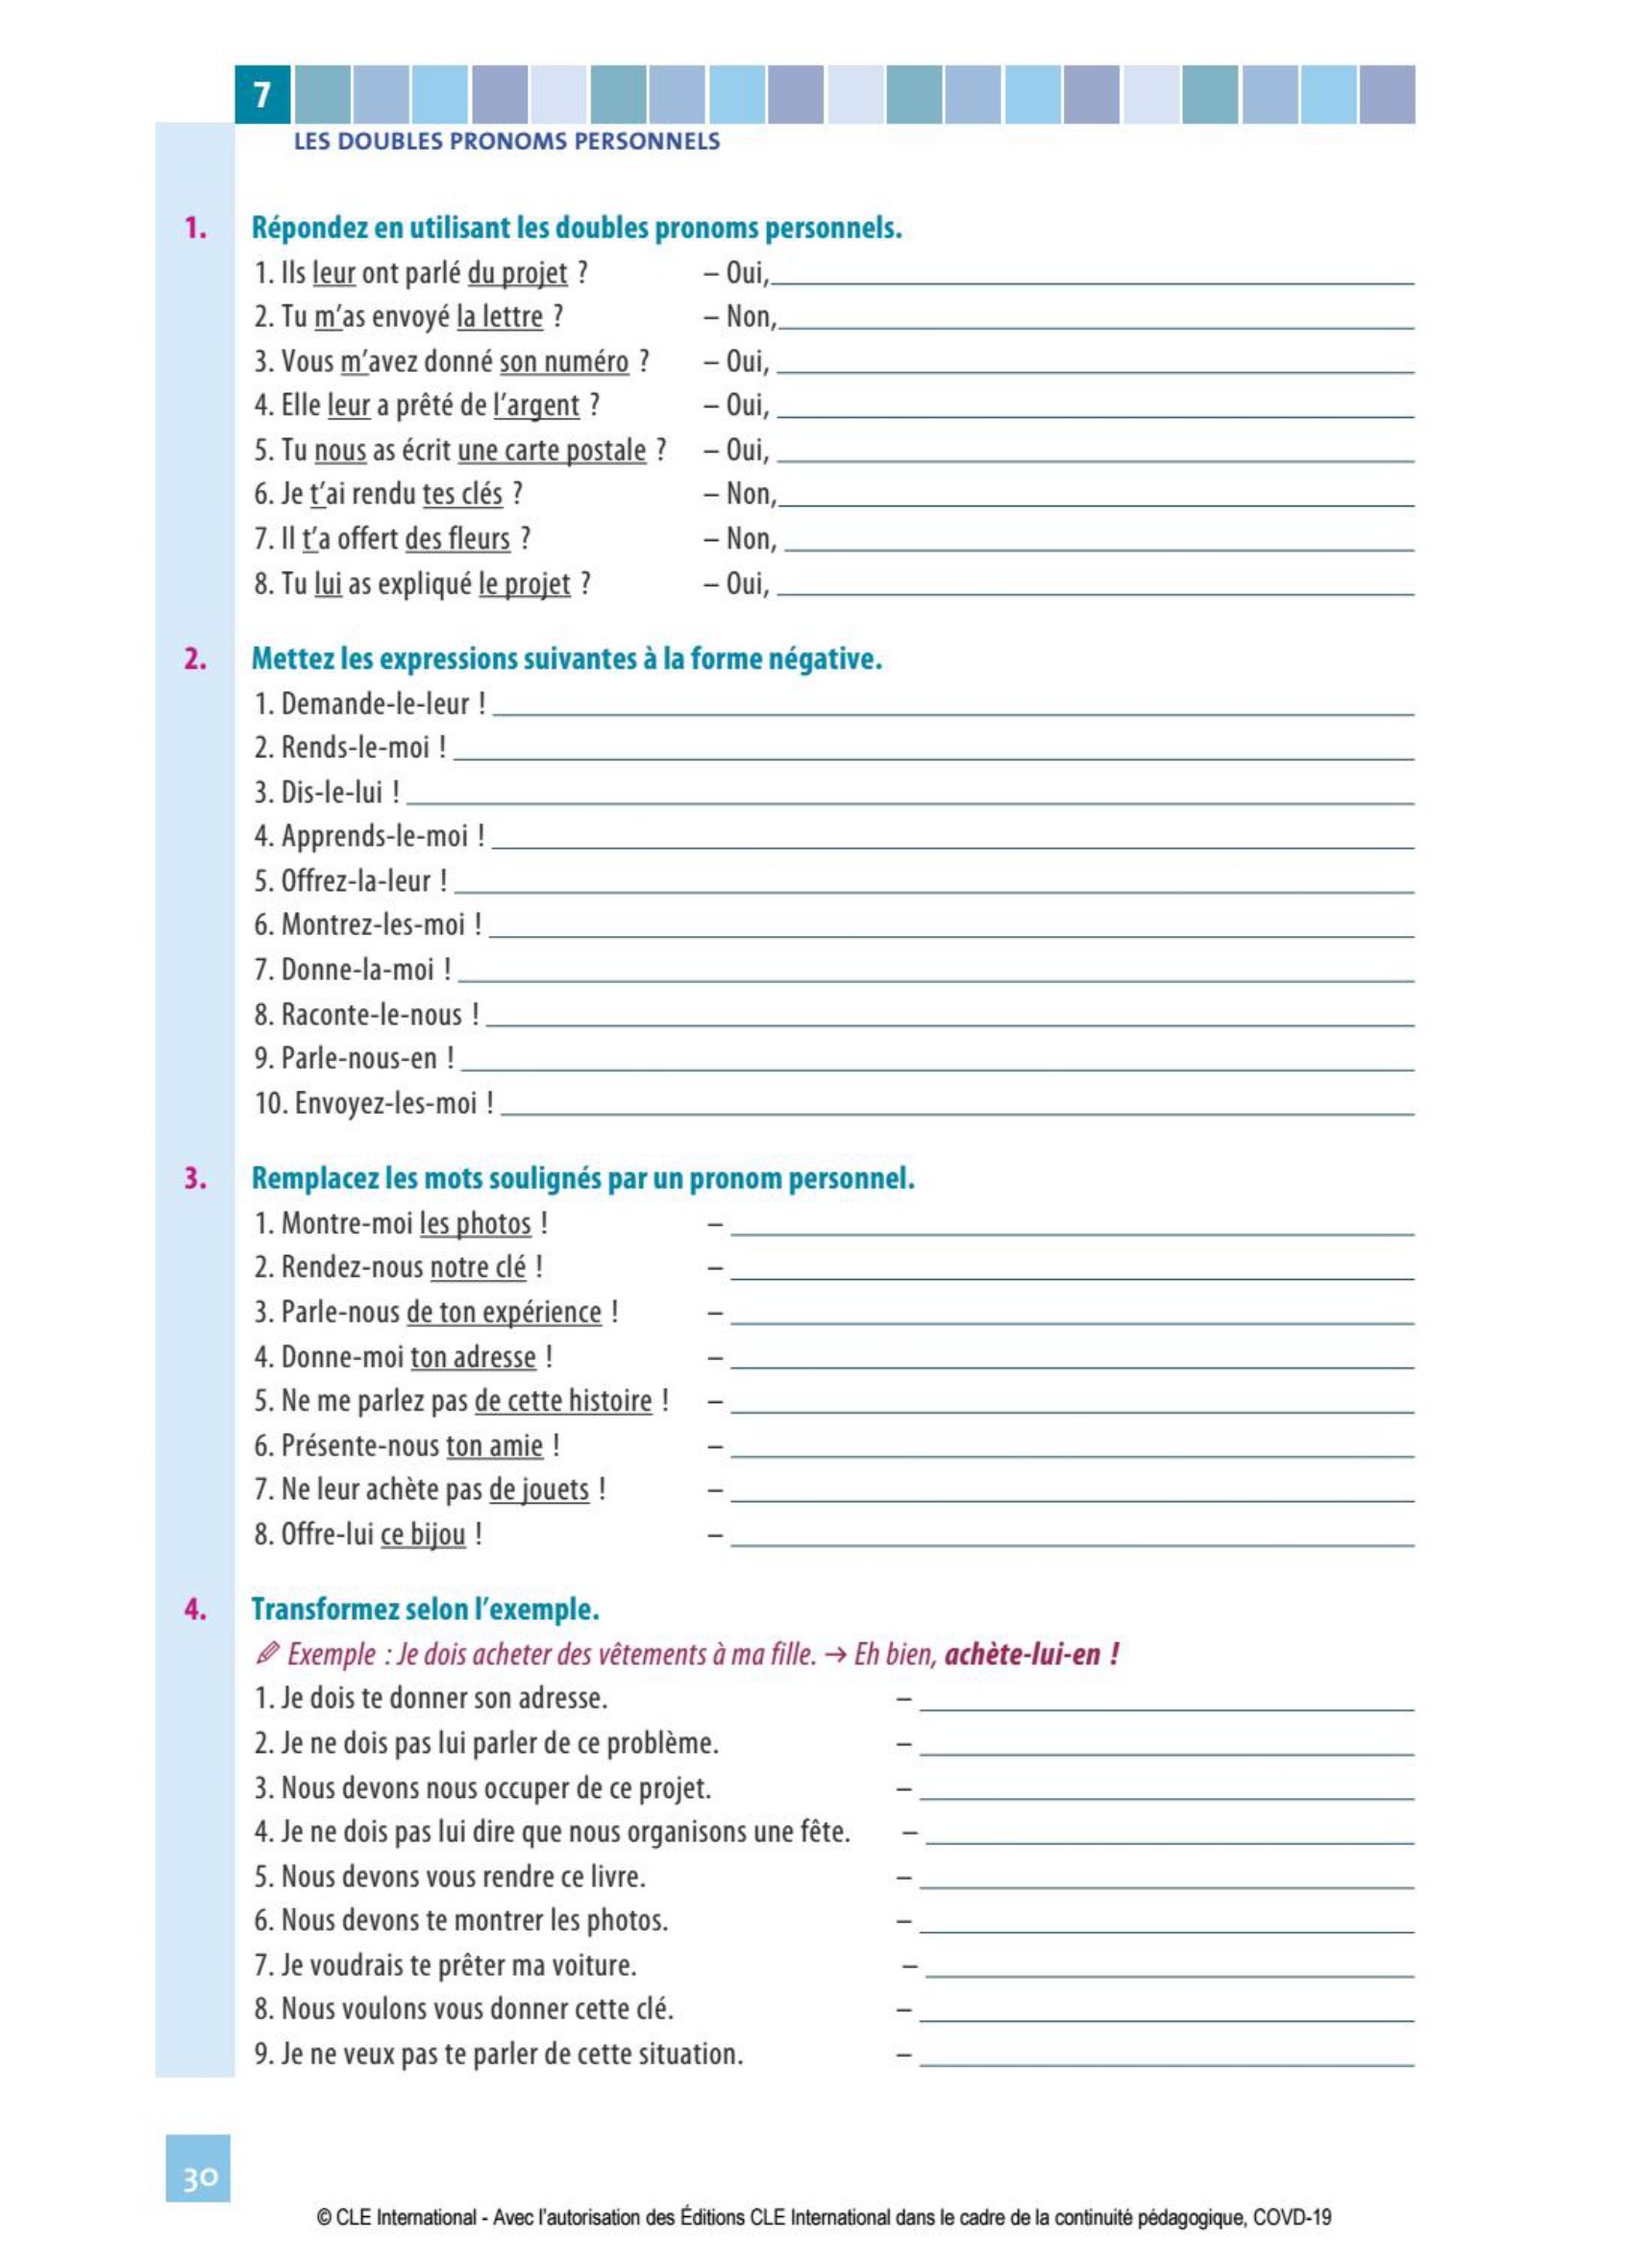 7
LES DOUBLES PRONOMS PERSONNELS
1. Répondez en utilisant les doubles pronoms personnels.
1. Ils leur ont parlé du projet ? – Oui,
2. Tu m'as envoyé la lettre ? – Non,
3. Vous m'avez donné son numéro ? – Oui,
4. Elle leur a prêté de l'argent ? – Oui,
5. Tu nous as écrit une carte postale ? – Oui,
6. Je t'ai rendu tes clés ? – Non,
7. Il t'a offert des fleurs ? – Non,
8. Tu lui as expliqué le projet ? – Oui,
2. Mettez les expressions suivantes à la forme négative.
1. Demande-le-leur !
2. Rends-le-moi !
3. Dis-le-lui !
4. Apprends-le-moi !
5. Offrez-la-leur !
6. Montrez-les-moi !
7. Donne-la-moi !
8. Raconte-le-nous !
9. Parle-nous-en !
10. Envoyez-les-moi !
3. Remplacez les mots soulignés par un pronom personnel.
1. Montre-moi les photos ! –
2. Rendez-nous notre clé ! –
3. Parle-nous de ton expérience ! –
4. Donne-moi ton adresse ! –
5. Ne me parlez pas de cette histoire ! –
6. Présente-nous ton amie ! –
7. Ne leur achète pas de jouets ! –
8. Offre-lui ce bijou ! –
4. Transformez selon l'exemple.
Exemple : Je dois acheter des vêtements à ma fille. → Eh bien, achète-lui-en !
1. Je dois te donner son adresse. –
2. Je ne dois pas lui parler de ce problème. –
3. Nous devons nous occuper de ce projet. –
4. Je ne dois pas lui dire que nous organisons une fête. –
5. Nous devons vous rendre ce livre. –
6. Nous devons te montrer les photos. –
7. Je voudrais te prêter ma voiture. –
8. Nous voulons vous donner cette clé. –
9. Je ne veux pas te parler de cette situation. –
30
© CLE International - Avec l'autorisation des Éditions CLE International dans le cadre de la continuité pédagogique, COVD-19